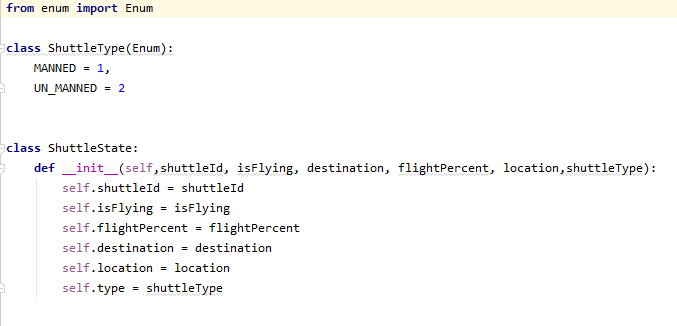 from enum import Enum
class ShuttleType(Enum):
MANNED = 1,
UN_MANNED = 2
class ShuttleState:
def __init__(self,shuttleId, isFlying, destination, flightPercent, location,shuttleType):
self.shuttleId = shuttleId
self.isFlying = isFlying
self.flightPercent = flightPercent
self.destination = destination
self.location = location
self.type = shuttleType